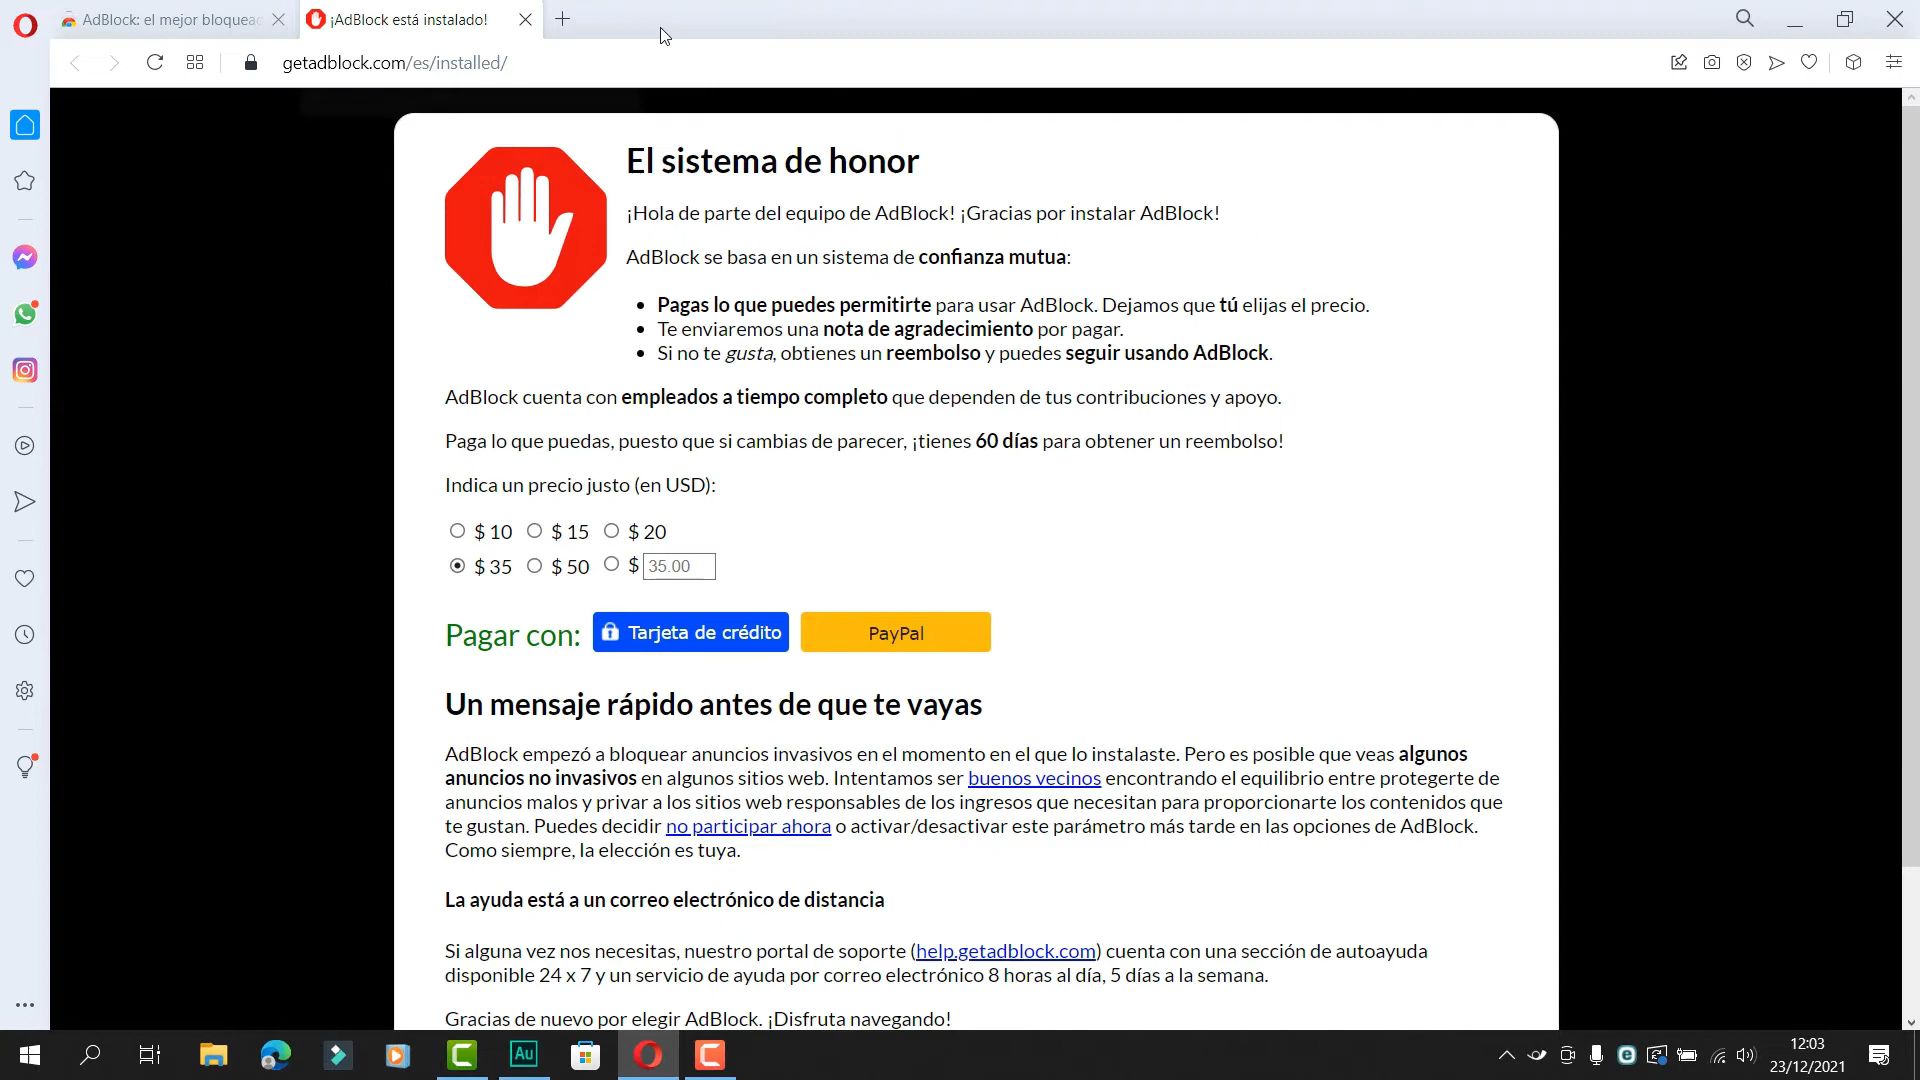 AdBlock: el mejor bloquead
¡AdBlock está instalado!
getadblock.com/es/installed/
El sistema de honor
¡Hola de parte del equipo de AdBlock! ¡Gracias por instalar AdBlock!
AdBlock se basa en un sistema de confianza mutua:
Pagas lo que puedes permitirte para usar AdBlock. Dejamos que tú elijas el precio.
Te enviaremos una nota de agradecimiento por pagar.
Si no te gusta, obtienes un reembolso y puedes seguir usando AdBlock.
AdBlock cuenta con empleados a tiempo completo que dependen de tus contribuciones y apoyo.
Paga lo que puedas, puesto que si cambias de parecer, ¡tienes 60 días para obtener un reembolso!
Indica un precio justo (en USD):
$ 10 $ 15 $ 20
$ 35 $ 50 $ 35.00
Pagar con: Tarjeta de crédito PayPal
Un mensaje rápido antes de que te vayas
AdBlock empezó a bloquear anuncios invasivos en el momento en el que lo instalaste. Pero es posible que veas algunos
anuncios no invasivos en algunos sitios web. Intentamos ser buenos vecinos encontrando el equilibrio entre protegerte de
anuncios malos y privar a los sitios web responsables de los ingresos que necesitan para proporcionarte los contenidos que
te gustan. Puedes decidir no participar ahora o activar/desactivar este parámetro más tarde en las opciones de AdBlock.
Como siempre, la elección es tuya.
La ayuda está a un correo electrónico de distancia
Si alguna vez nos necesitas, nuestro portal de soporte (help.getadblock.com) cuenta con una sección de autoayuda
disponible 24 x 7 y un servicio de ayuda por correo electrónico 8 horas al día, 5 días a la semana.
Gracias de nuevo por elegir AdBlock. ¡Disfruta navegando!
Au
12:03
23/12/2021